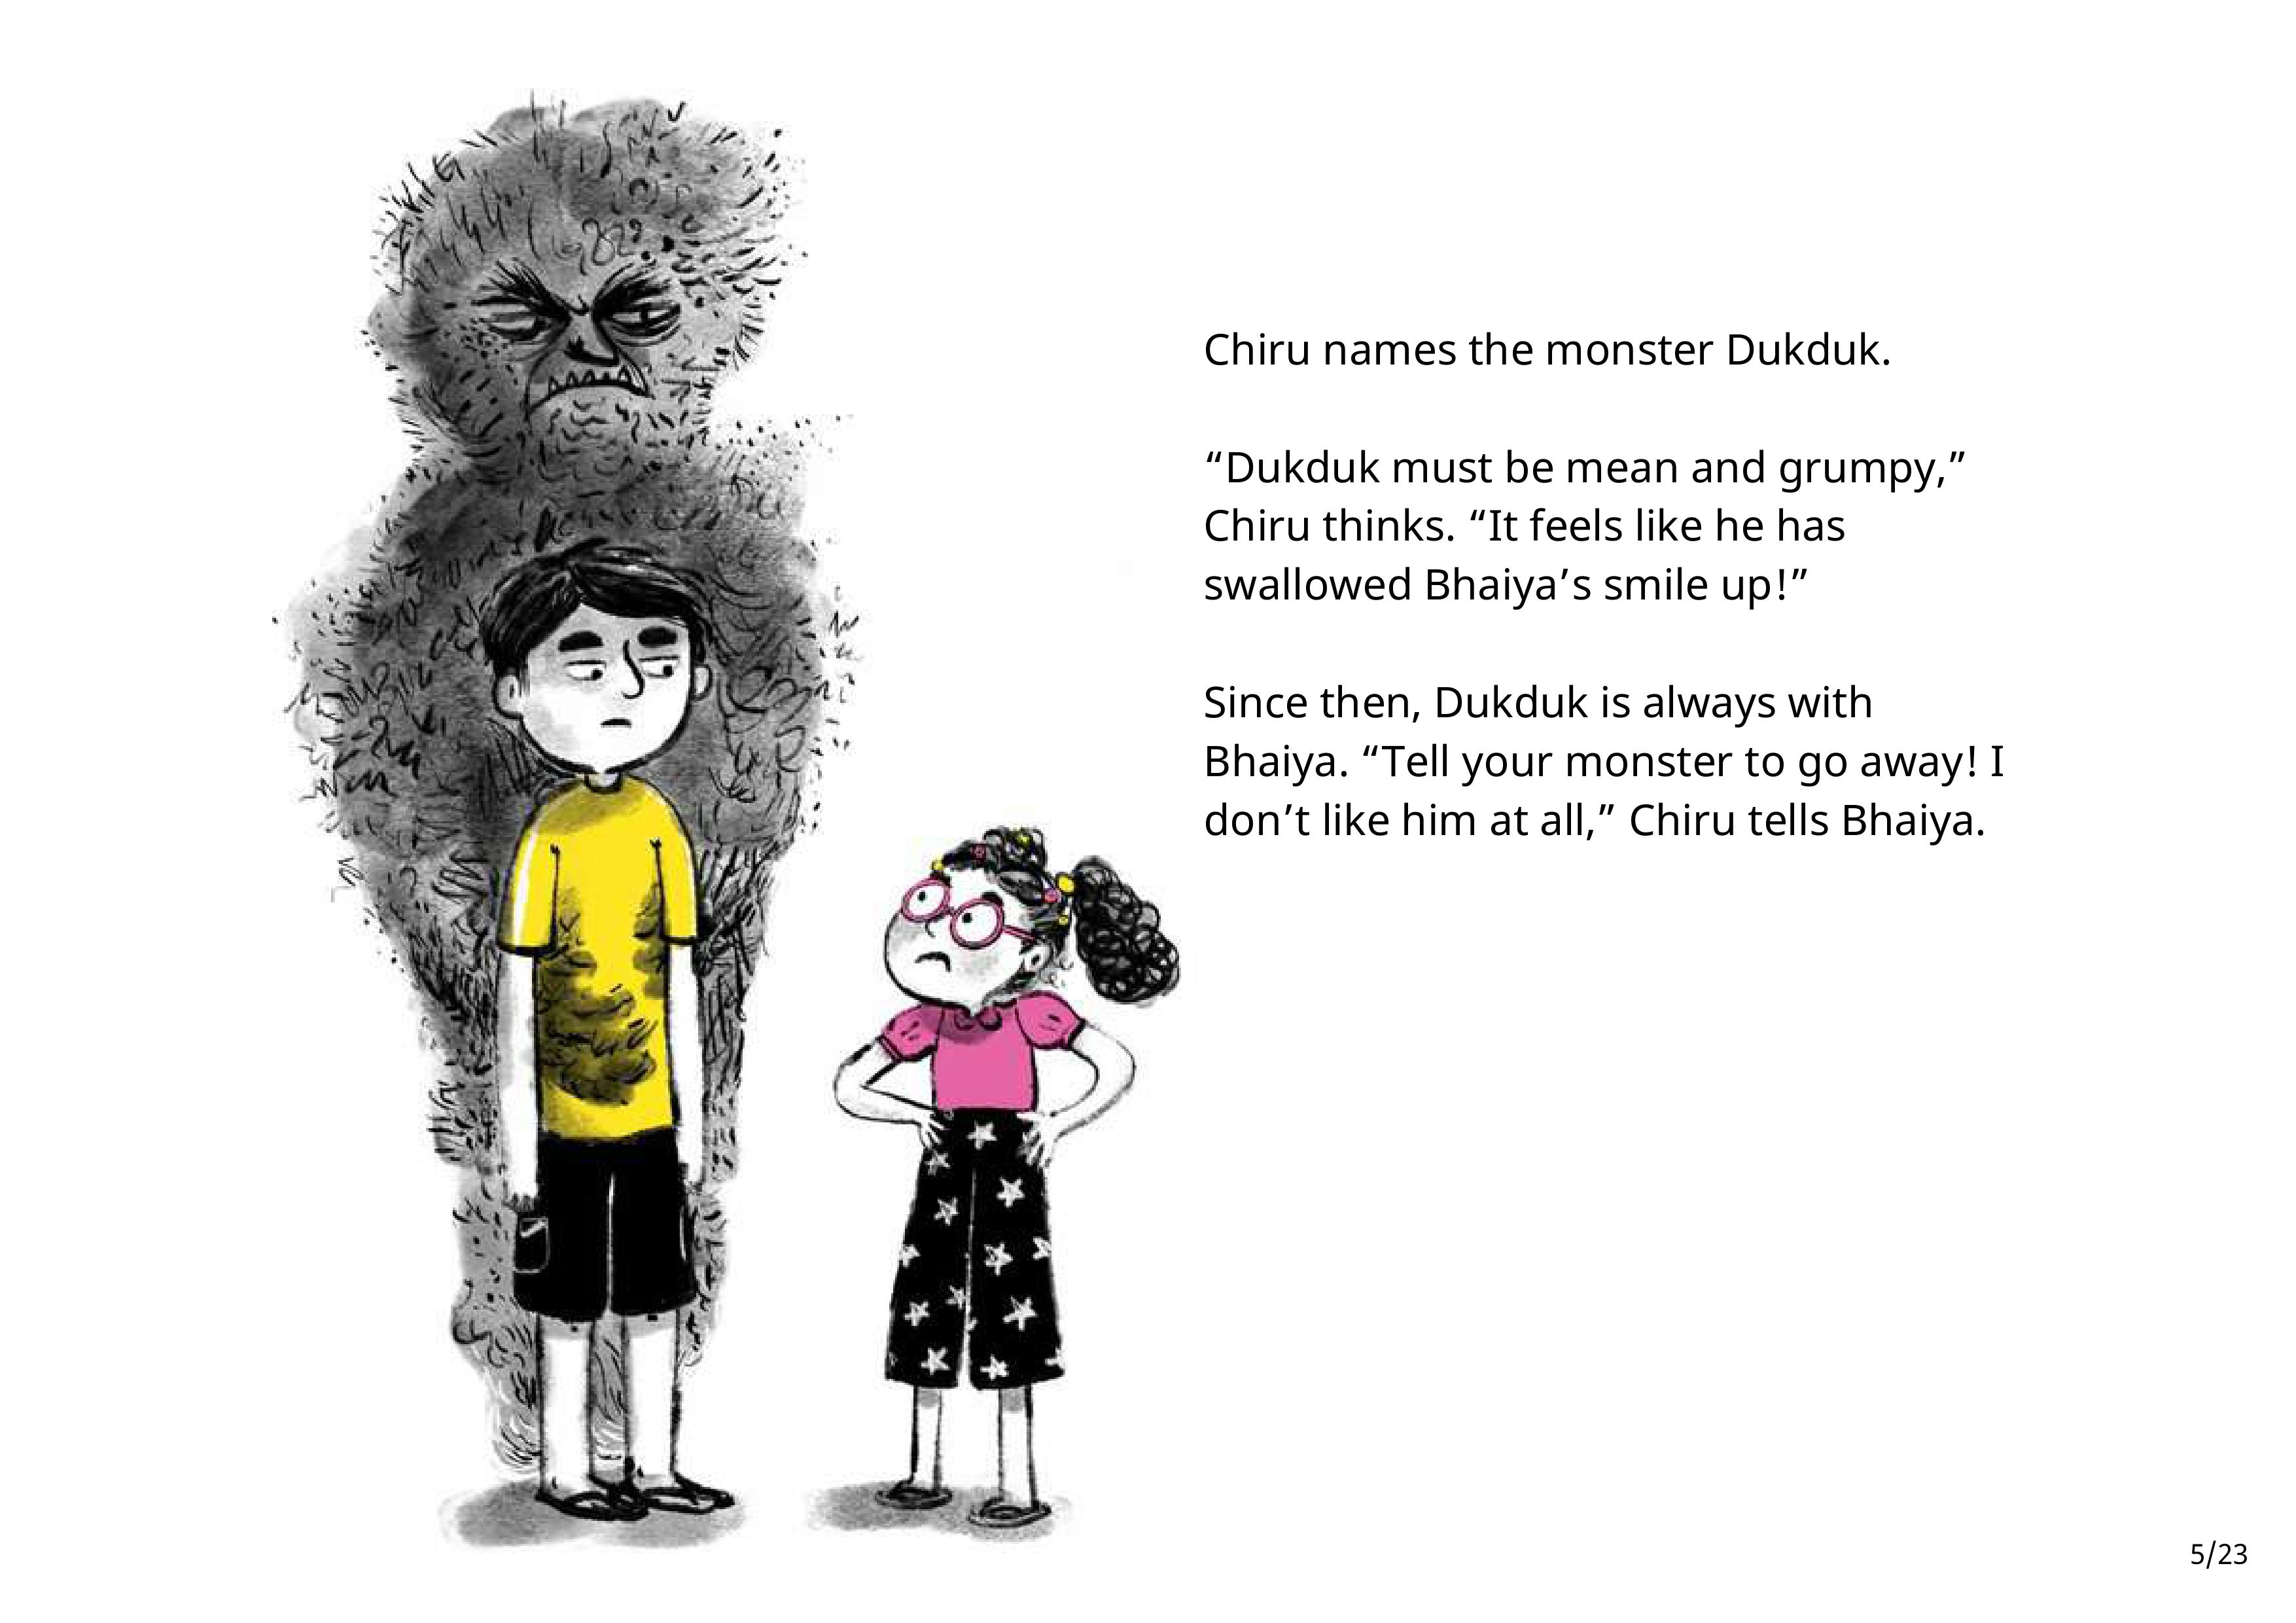 Chiru names the monster Dukduk.
“Dukduk must be mean and grumpy,”
Chiru thinks. “It feels like he has
swallowed Bhaiya’s smile up!”
Since then, Dukduk is always with
Bhaiya. “Tell your monster to go away! I
don’t like him at all,” Chiru tells Bhaiya.
5/23